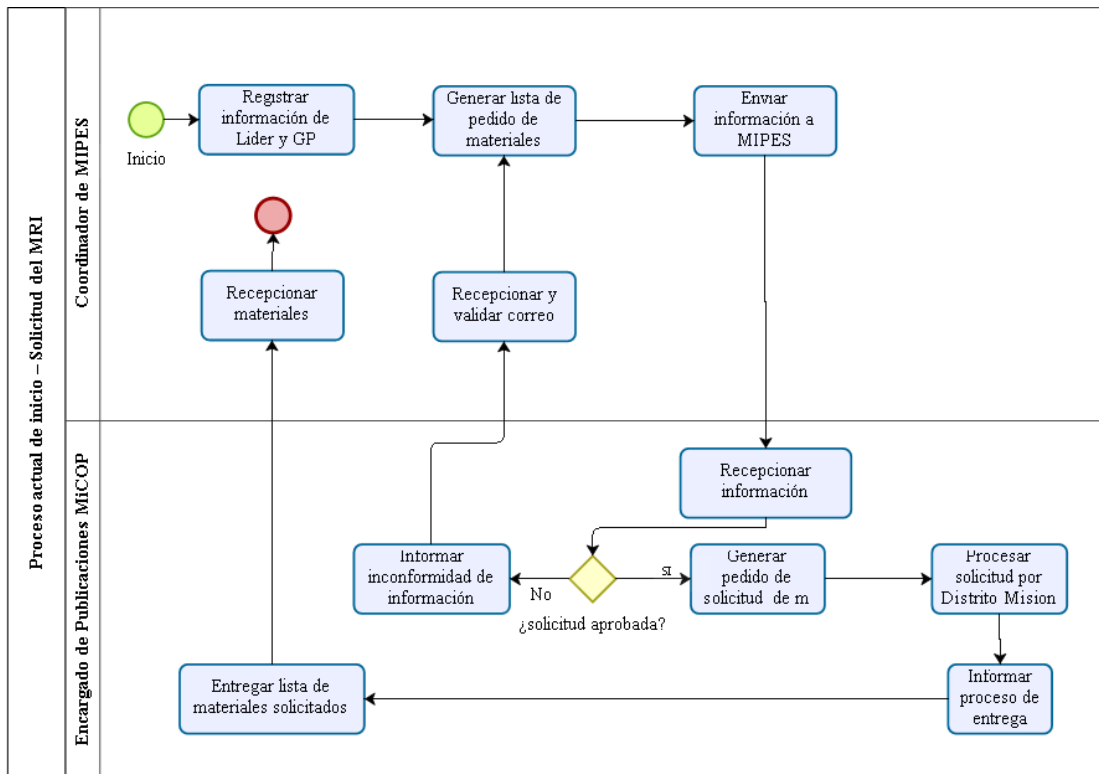 Proceso actual de inicio – Solicitud del MRI
Coordinador de MIPES
Inicio
Registrar
información de
Lider y GP
Generar lista de
pedido de
materiales
Enviar
información a
MIPES
Recepcionar
materiales
Recepcionar y
validar correo
Encargado de Publicaciones MiCOP
Recepcionar
información
Informar
inconformidad de
información
No
¿solicitud aprobada?
SI
Generar
pedido de
solicitud de m
Procesar
solicitud por
Distrito Mision
Entregar lista de
materiales solicitados
Informar
proceso de
entrega